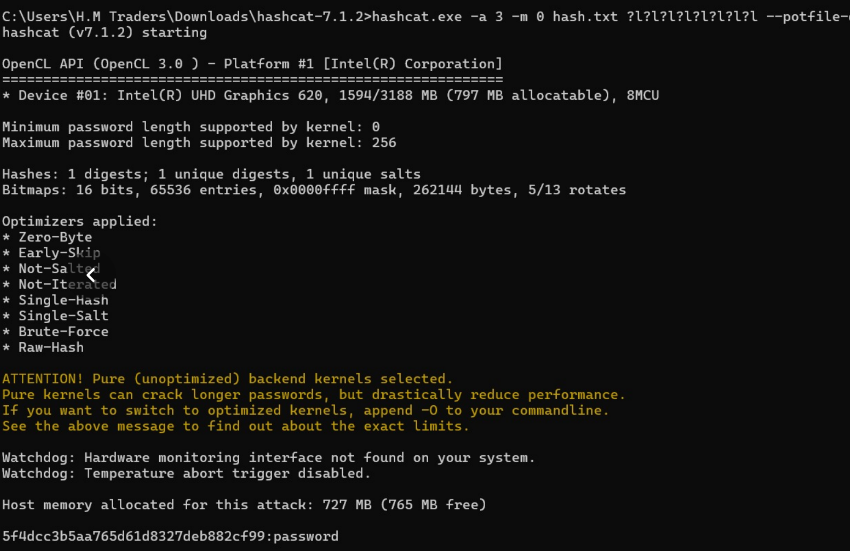 C:\Users\H.M Traders\Downloads\hashcat-7.1.2>hashcat.exe -a 3 -m 0 hash.txt ?l?l?l?l?l?l?l?l --potfile-
hashcat (v7.1.2) starting
OpenCL API (OpenCL 3.0 ) - Platform #1 [Intel(R) Corporation]
=============================================================
* Device #01: Intel(R) UHD Graphics 620, 1594/3188 MB (797 MB allocatable), 8MCU
Minimum password length supported by kernel: 0
Maximum password length supported by kernel: 256
Hashes: 1 digests; 1 unique digests, 1 unique salts
Bitmaps: 16 bits, 65536 entries, 0x0000ffff mask, 262144 bytes, 5/13 rotates
Optimizers applied:
* Zero-Byte
* Early-Skip
* Not-Salted
* Not-Iterated
* Single-Hash
* Single-Salt
* Brute-Force
* Raw-Hash
ATTENTION! Pure (unoptimized) backend kernels selected.
Pure kernels can crack longer passwords, but drastically reduce performance.
If you want to switch to optimized kernels, append -O to your commandline.
See the above message to find out about the exact limits.
Watchdog: Hardware monitoring interface not found on your system.
Watchdog: Temperature abort trigger disabled.
Host memory allocated for this attack: 727 MB (765 MB free)
5f4dcc3b5aa765d61d8327deb882cf99:password